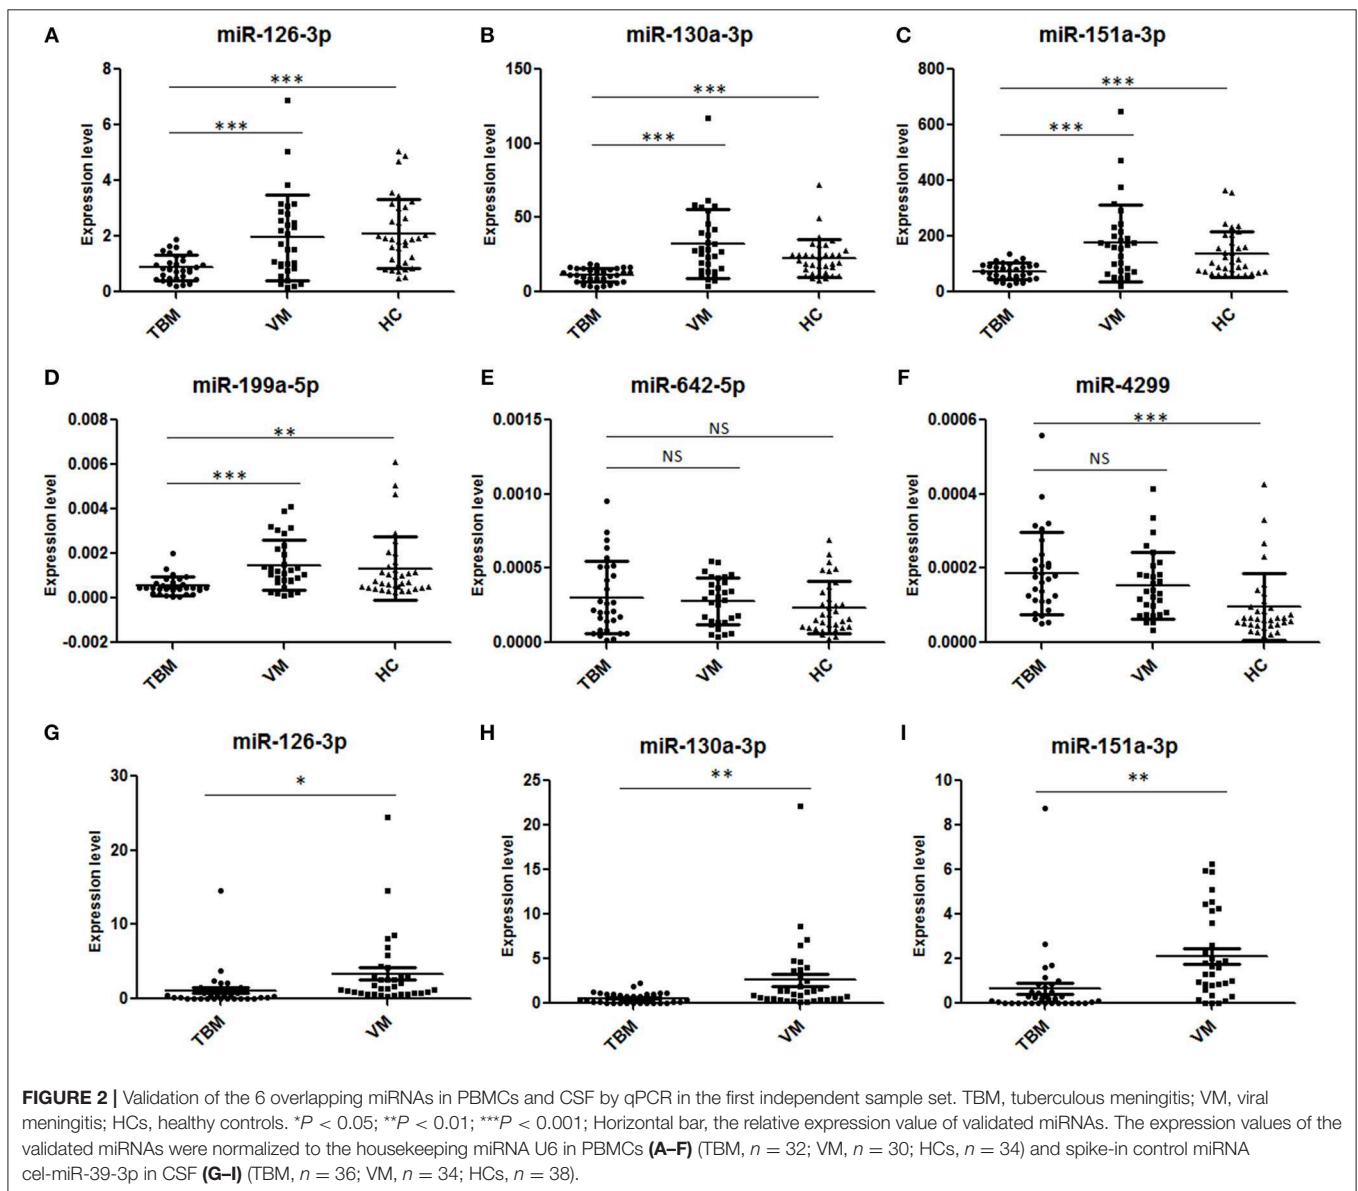 A
miR-126-3p
8
6
4
2
0
Expression level
***
***
TBM
VM
HC
B
miR-130a-3p
150
100
50
0
Expression level
***
***
TBM
VM
HC
C
miR-151a-3p
800
600
400
200
0
Expression level
***
***
TBM
VM
HC
D
miR-199a-5p
0.008
0.006
0.004
0.002
0.000
-0.002
Expression level
**
***
TBM
VM
HC
E
miR-642-5p
0.0015
0.0010
0.0005
0.0000
Expression level
NS
NS
TBM
VM
HC
F
miR-4299
0.0006
0.0004
0.0002
0.0000
Expression level
***
NS
TBM
VM
HC
G
miR-126-3p
30
20
10
0
Expression level
*
TBM
VM
H
miR-130a-3p
25
20
15
10
5
0
Expression level
**
TBM
VM
I
miR-151a-3p
10
8
6
4
2
0
Expression level
**
TBM
VM
FIGURE 2 | Validation of the 6 overlapping miRNAs in PBMCs and CSF by qPCR in the first independent sample set. TBM, tuberculous meningitis; VM, viral
meningitis; HCs, healthy controls. *P < 0.05; **P < 0.01; ***P < 0.001; Horizontal bar, the relative expression value of validated miRNAs. The expression values of the
validated miRNAs were normalized to the housekeeping miRNA U6 in PBMCs (A–F) (TBM, n = 32; VM, n = 30; HCs, n = 34) and spike-in control miRNA
cel-miR-39-3p in CSF (G–I) (TBM, n = 36; VM, n = 34; HCs, n = 38).